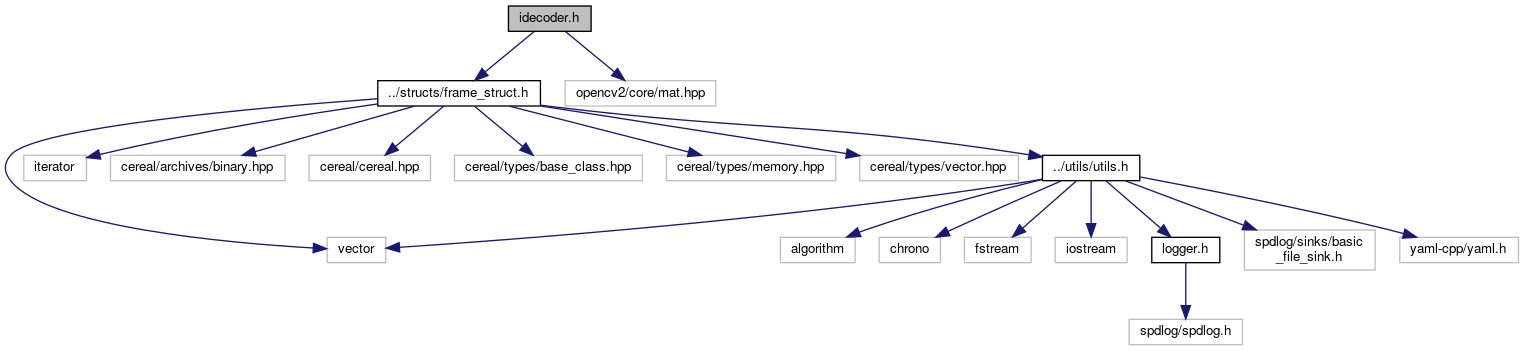 idecoder.h
../structs/frame_struct.h
opencv2/core/mat.hpp
iterator
cereal/archives/binary.hpp
cereal/cereal.hpp
cereal/types/base_class.hpp
cereal/types/memory.hpp
cereal/types/vector.hpp
../utils/utils.h
vector
algorithm
chrono
fstream
iostream
logger.h
spdlog/sinks/basic
_file_sink.h
yaml-cpp/yaml.h
spdlog/spdlog.h